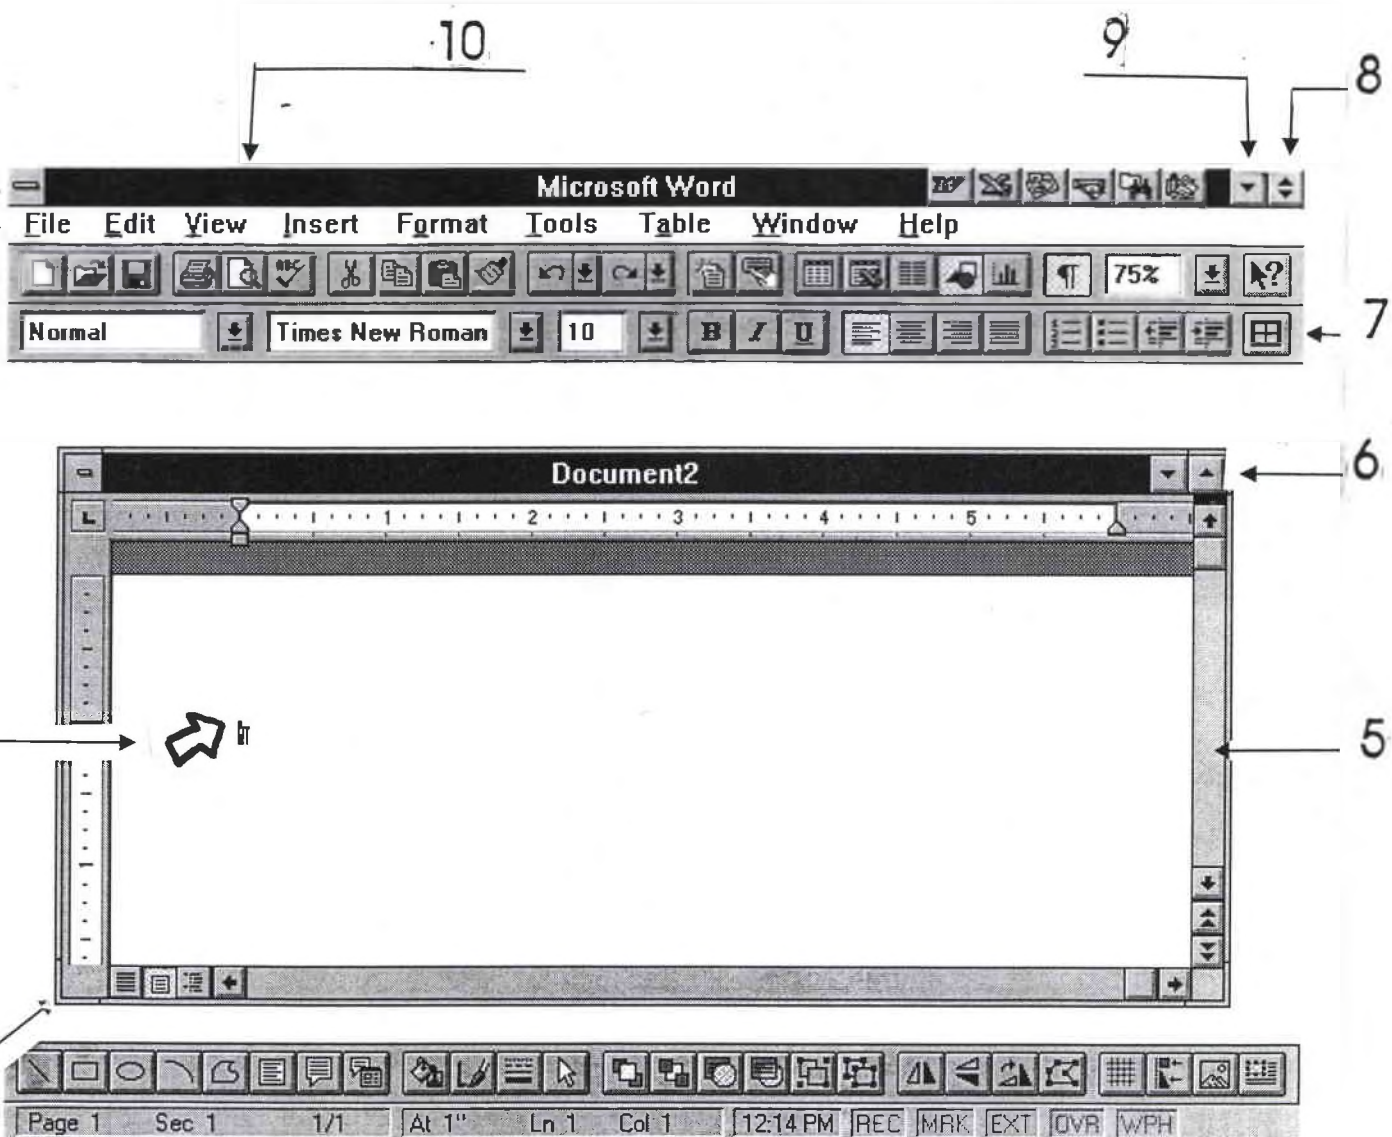 10
9
8
Microsoft Word
File Edit View Insert Format Tools Table Window Help
ABC 75% ?
Normal Times New Roman 10 B I U
7
Document2
6
1 2 3 4 5
5
Page 1 Sec 1 1/1 At 1" Ln 1 Col 1 12:14 PM REC MRK EXT OVR WPH